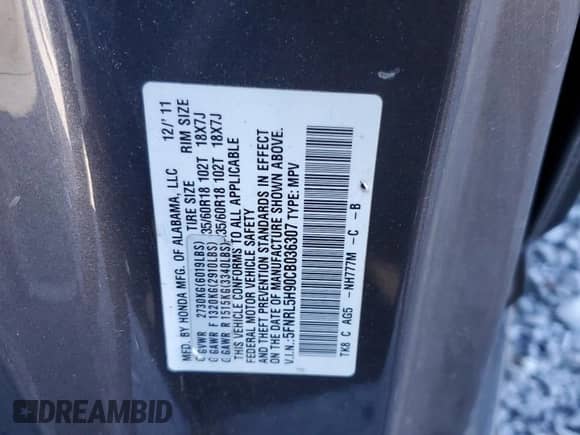 MFD. BY HONDA MFG. OF ALABAMA, LLC 12/'11
TIRE SIZE RIM SIZE
GVWR 2730KG(6019LBS)
GAWR F 1320KG(2910LBS) 35/60R18 102T 18X7J
GAWR R 1515KG(3340LBS) 35/60R18 102T 18X7J
THIS VEHICLE CONFORMS TO ALL APPLICABLE
FEDERAL MOTOR VEHICLE SAFETY
AND THEFT PREVENTION STANDARDS IN EFFECT
ON THE DATE OF MANUFACTURE SHOWN ABOVE.
V.I.N.:5FNRL5H90CB036307 TYPE: MPV
TK8 C AG5 -NH777M -C -B
DREAMBID